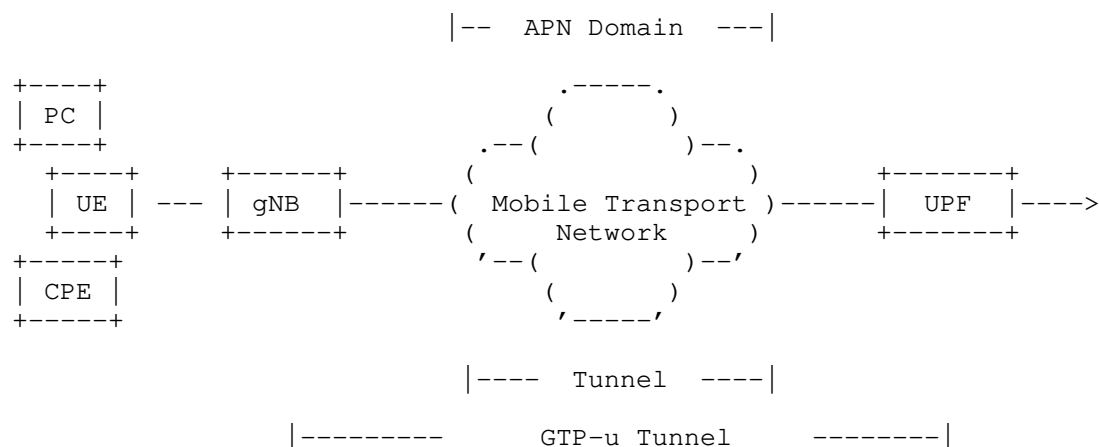 |-- APN Domain ---|
+----+ .-----.
| PC | ( )
+----+ .--( )--.
+----+ +------+ ( ) +-------+
| UE | --- | gNB |------( Mobile Transport )------| UPF |---->
+----+ +------+ ( Network ) +-------+
+-----+ '--( )--'
| CPE | ( )
+-----+ '-----'
|---- Tunnel ----|
|--------- GTP-u Tunnel --------|